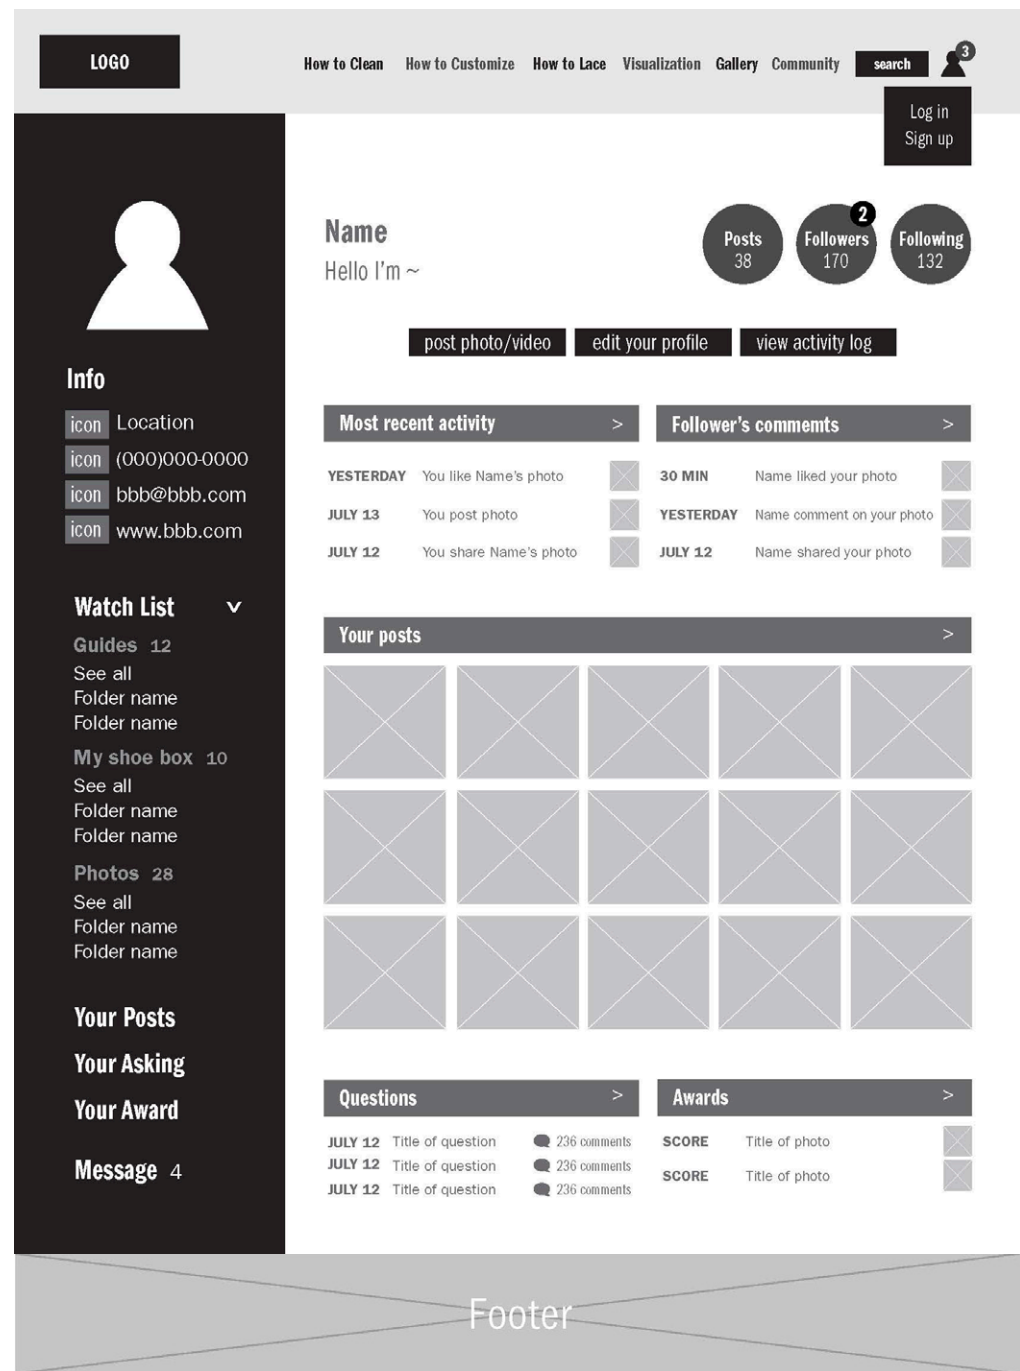 LOGO
How to Clean How to Customize How to Lace Visualization Gallery Community search 3
Log in
Sign up
Name
Hello I'm ~
Posts
38
2
Followers
170
Following
132
post photo/video edit your profile view activity log
Info
icon Location
icon (000)000-0000
icon bbb@bbb.com
icon www.bbb.com
Watch List v
Guides 12
See all
Folder name
Folder name
My shoe box 10
See all
Folder name
Folder name
Photos 28
See all
Folder name
Folder name
Your Posts
Your Asking
Your Award
Message 4
Most recent activity >
YESTERDAY You like Name's photo
JULY 13 You post photo
JULY 12 You share Name's photo
Follower's commemts >
30 MIN Name liked your photo
YESTERDAY Name comment on your photo
JULY 12 Name shared your photo
Your posts >
Questions >
JULY 12 Title of question 236 comments
JULY 12 Title of question 236 comments
JULY 12 Title of question 236 comments
Awards >
SCORE Title of photo
SCORE Title of photo
Footer